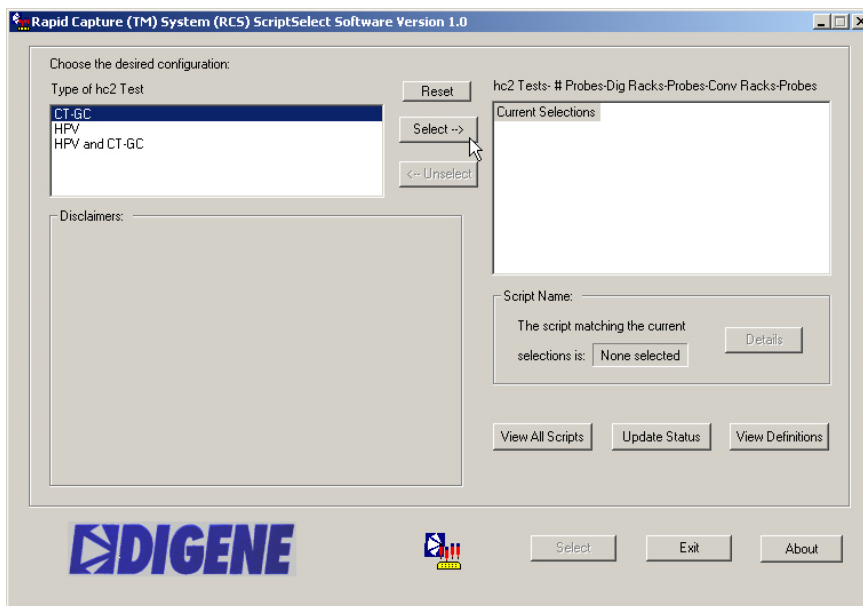 Rapid Capture (TM) System (RCS) ScriptSelect Software Version 1.0
Choose the desired configuration:
Type of hc2 Test
CT-GC
HPV
HPV and CT-GC
Reset
Select -->
<-- Unselect
hc2 Tests- # Probes-Dig Racks-Probes-Conv Racks-Probes
Current Selections
Disclaimers:
Script Name:
The script matching the current
selections is: None selected
Details
View All Scripts Update Status View Definitions
DIGENE
Select Exit About